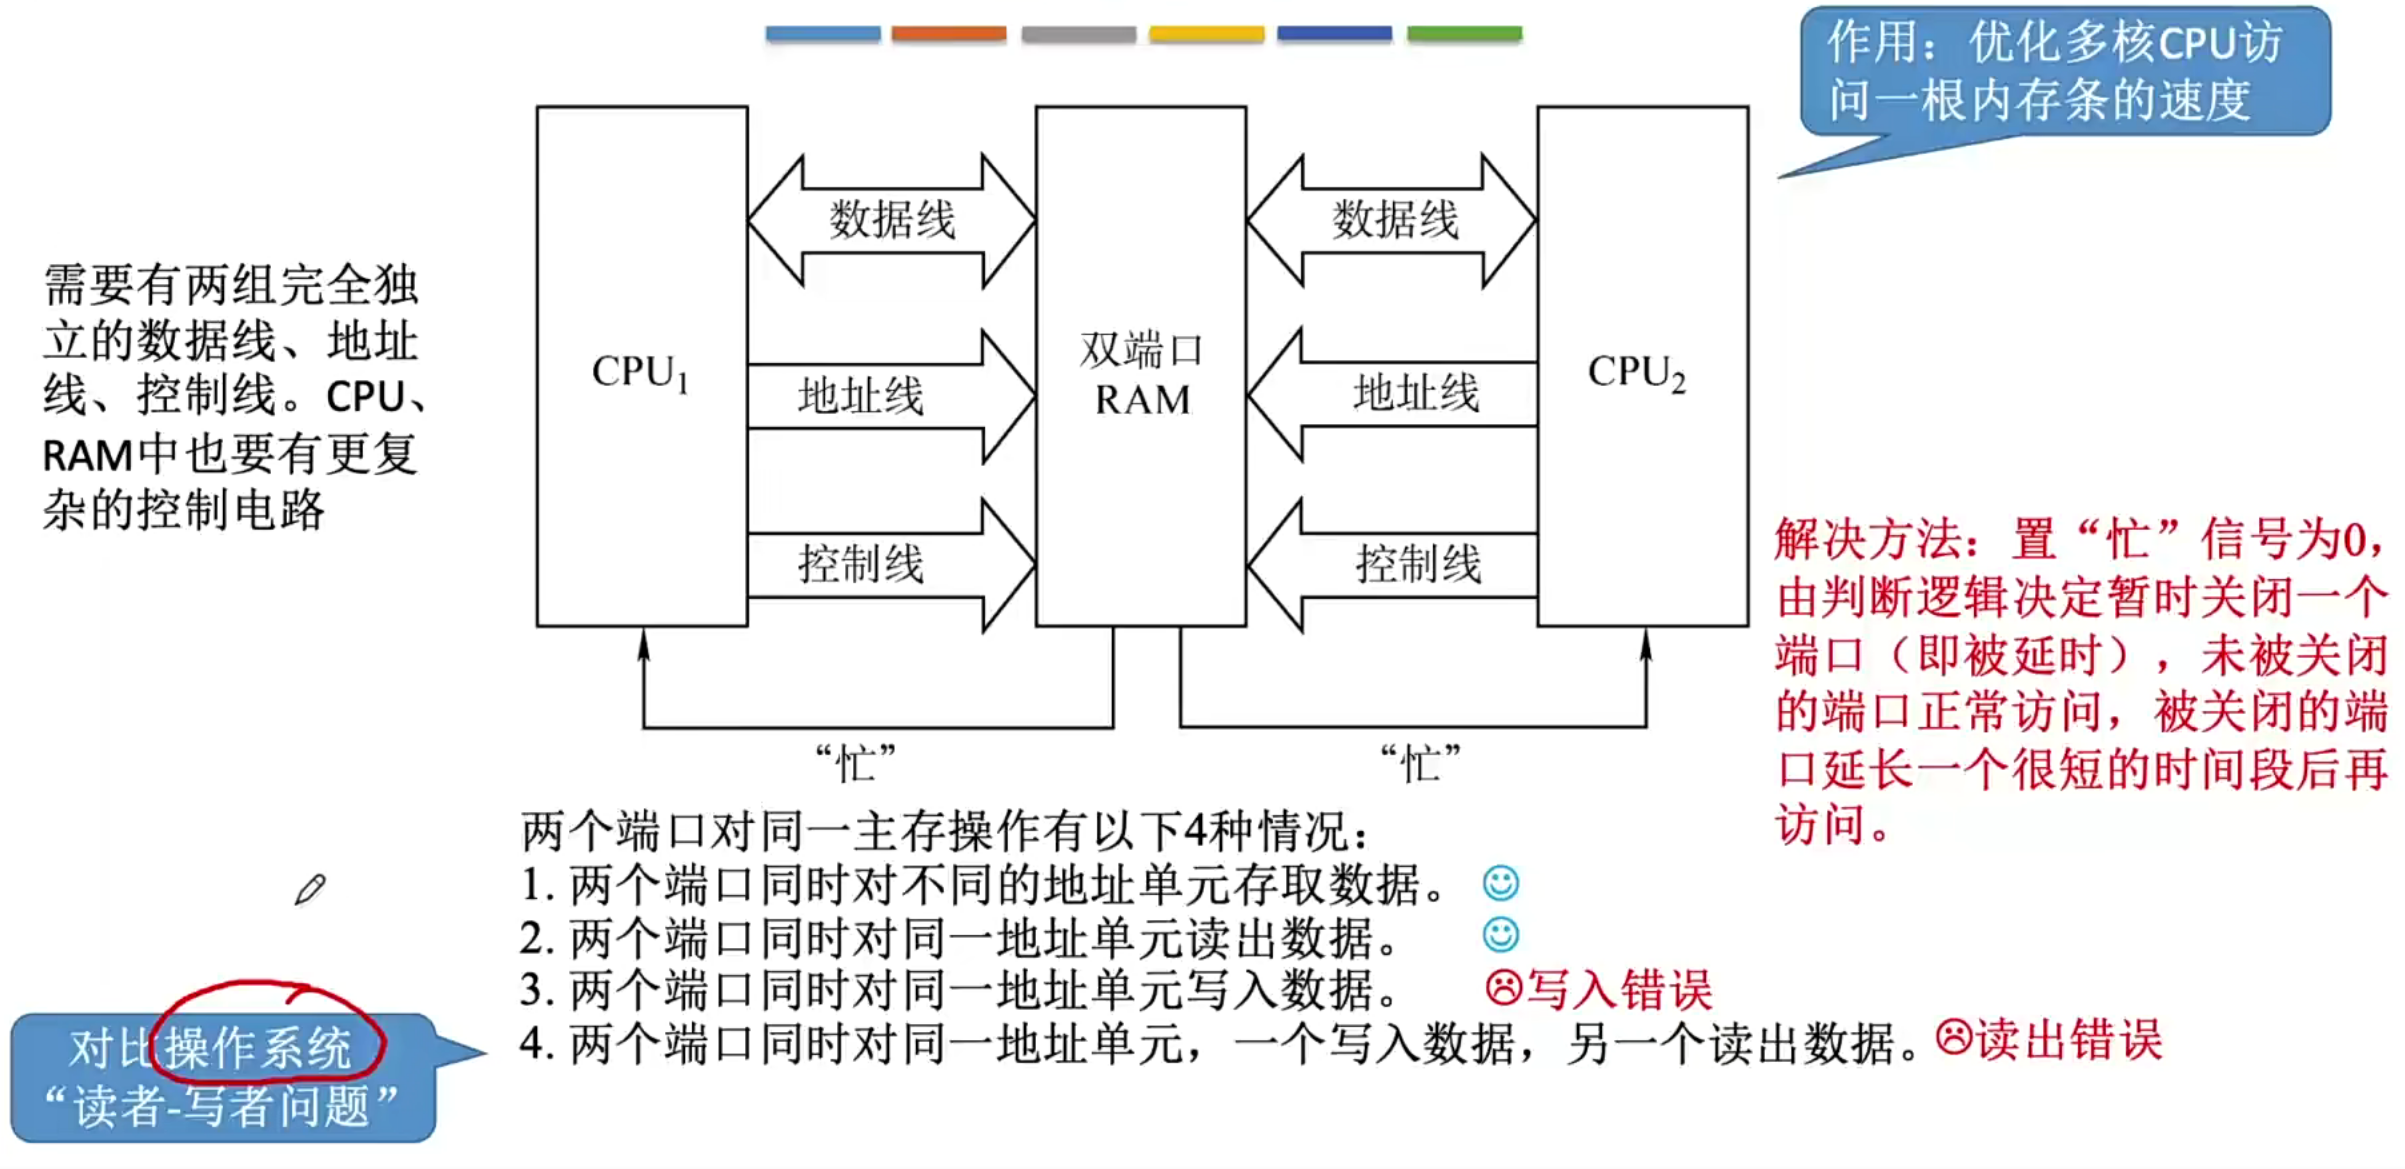 作用：优化多核CPU访
问一根内存条的速度
需要有两组完全独
立的数据线、地址
线、控制线。CPU、
RAM中也要有更复
杂的控制电路
CPU1
数据线
地址线
控制线
双端口
RAM
数据线
地址线
控制线
CPU2
“忙”
“忙”
解决方法：置“忙”信号为0，
由判断逻辑决定暂时关闭一个
端口（即被延时），未被关闭
的端口正常访问，被关闭的端
口延长一个很短的时间段后再
访问。
两个端口对同一主存操作有以下4种情况：
1. 两个端口同时对不同的地址单元存取数据。
2. 两个端口同时对同一地址单元读出数据。
3. 两个端口同时对同一地址单元写入数据。 写入错误
4. 两个端口同时对同一地址单元，一个写入数据，另一个读出数据。 读出错误
对比操作系统
“读者-写者问题”